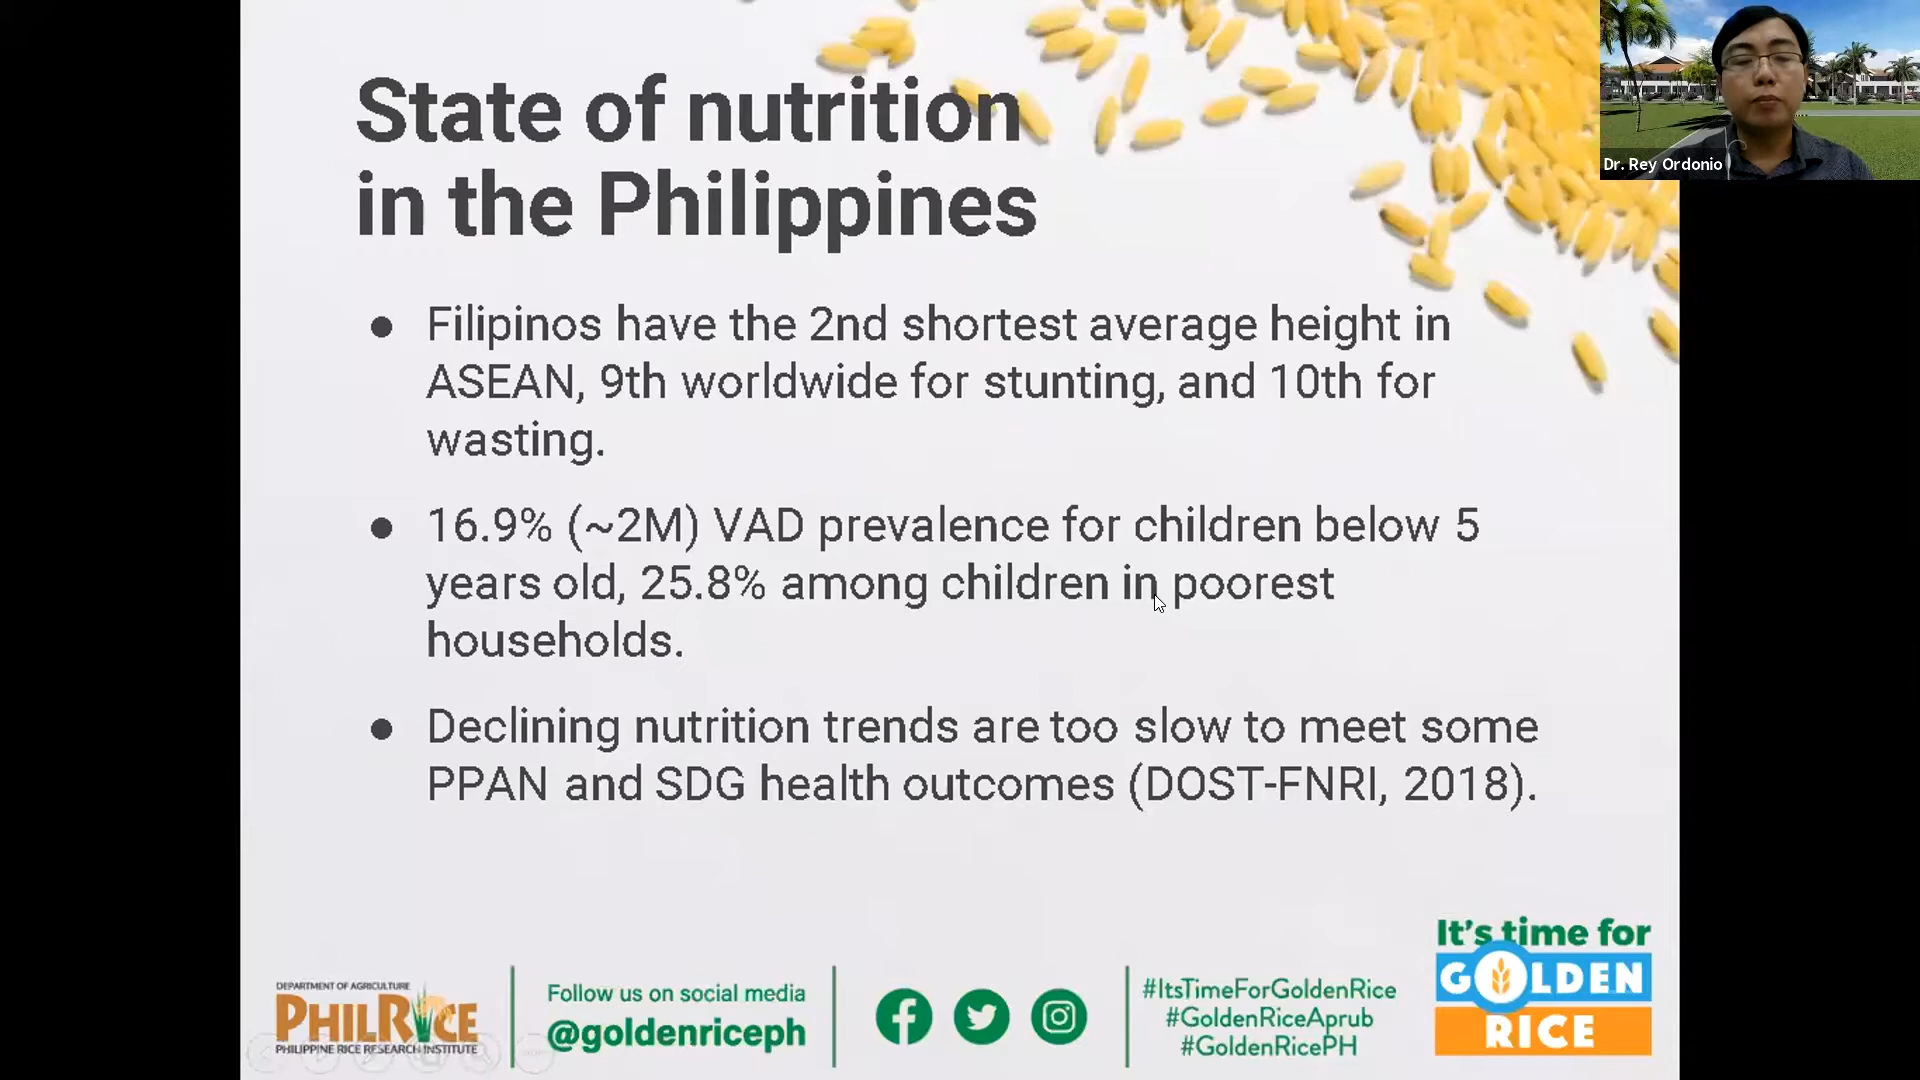 State of nutrition
in the Philippines
Dr. Rey Ordonio
● Filipinos have the 2nd shortest average height in
ASEAN, 9th worldwide for stunting, and 10th for
wasting.
● 16.9% (~2M) VAD prevalence for children below 5
years old, 25.8% among children in poorest
households.
● Declining nutrition trends are too slow to meet some
PPAN and SDG health outcomes (DOST-FNRI, 2018).
DEPARTMENT OF AGRICULTURE
PHILRICE
PHILIPPINE RICE RESEARCH INSTITUTE
Follow us on social media
@goldenriceph
#ItsTimeForGoldenRice
#GoldenRiceAprub
#GoldenRicePH
It's time for
GOLDEN
RICE